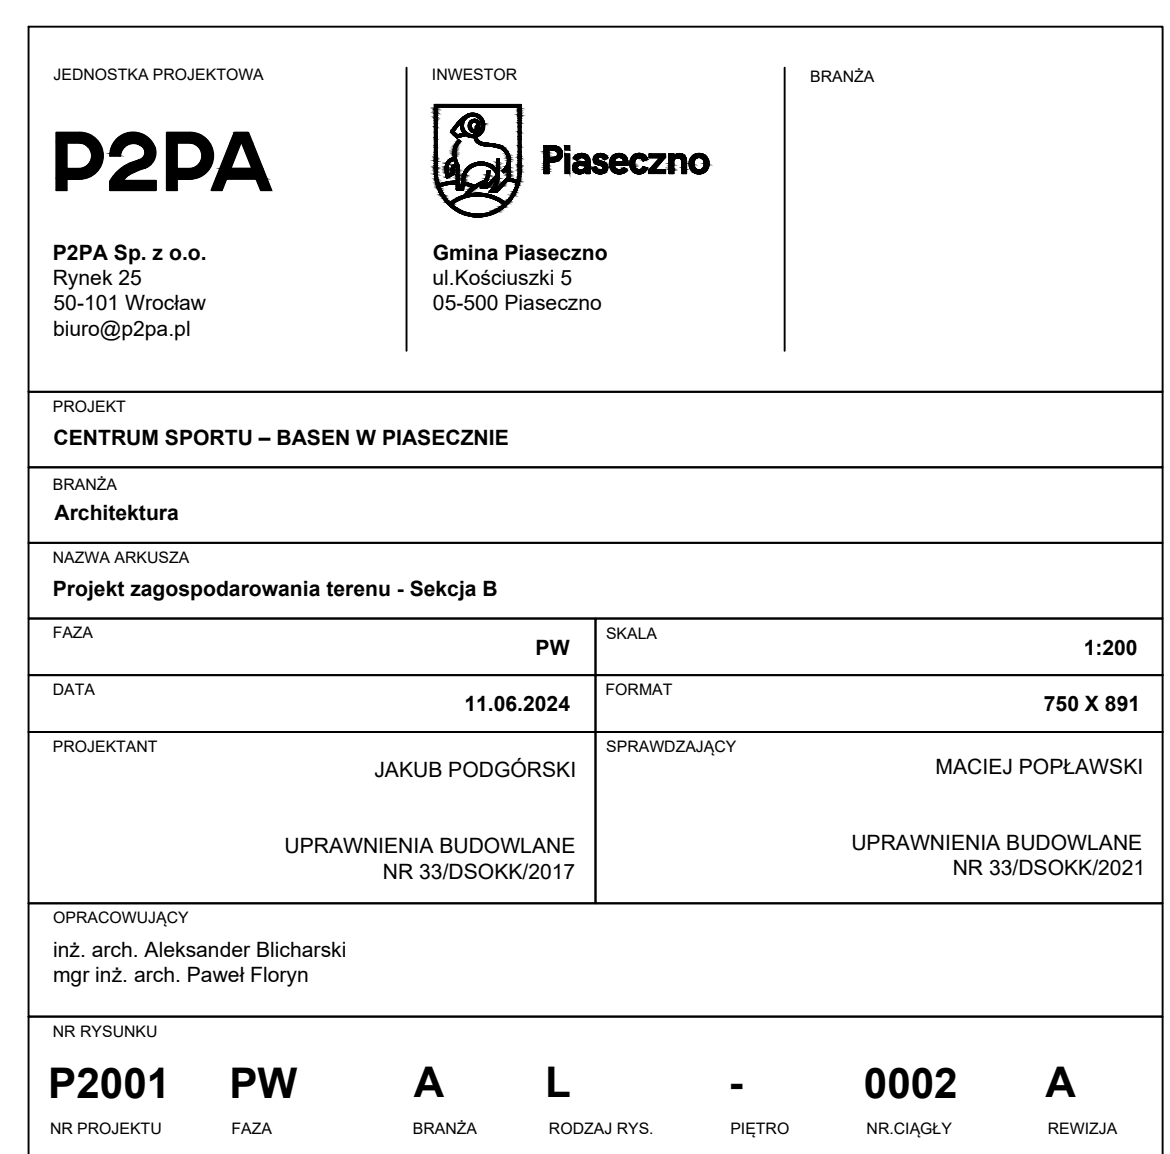 JEDNOSTKA PROJEKTOWA
P2PA
P2PA Sp. z o.o.
Rynek 25
50-101 Wrocław
biuro@p2pa.pl
INWESTOR
Piaseczno
Gmina Piaseczno
ul.Kościuszki 5
05-500 Piaseczno
BRANŻA
PROJEKT
CENTRUM SPORTU – BASEN W PIASECZNIE
BRANŻA
Architektura
NAZWA ARKUSZA
Projekt zagospodarowania terenu - Sekcja B
FAZA
PW
SKALA
1:200
DATA
11.06.2024
FORMAT
750 X 891
PROJEKTANT
JAKUB PODGÓRSKI
UPRAWNIENIA BUDOWLANE
NR 33/DSOKK/2017
SPRAWDZAJĄCY
MACIEJ POPŁAWSKI
UPRAWNIENIA BUDOWLANE
NR 33/DSOKK/2021
OPRACOWUJĄCY
inż. arch. Aleksander Blicharski
mgr inż. arch. Paweł Floryn
NR RYSUNKU
P2001 PW A L - 0002 A
NR PROJEKTU FAZA BRANŻA RODZAJ RYS. PIĘTRO NR.CIĄGŁY REWIZJA